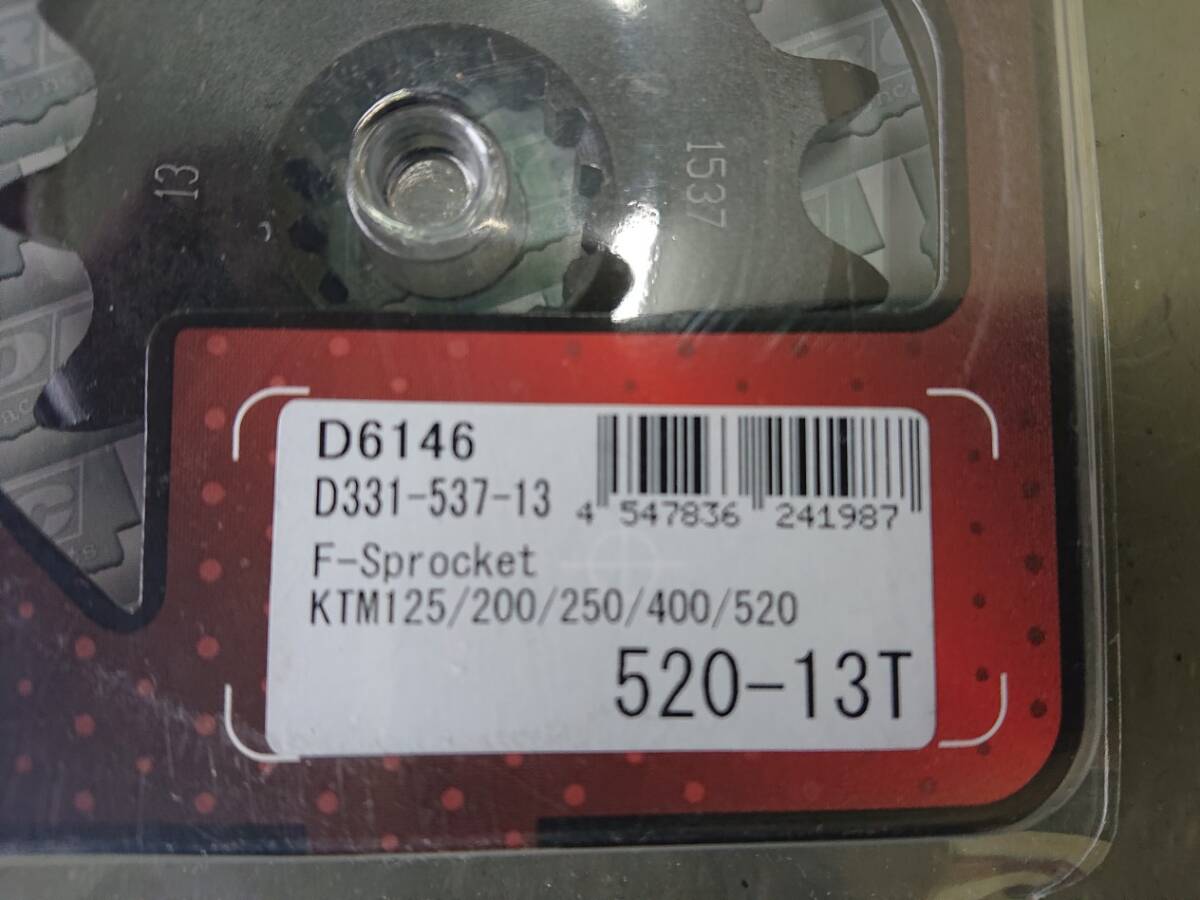 13
1537
D6146
D331-537-13
4 547836 241987
F-Sprocket
KTM125/200/250/400/520
520-13T